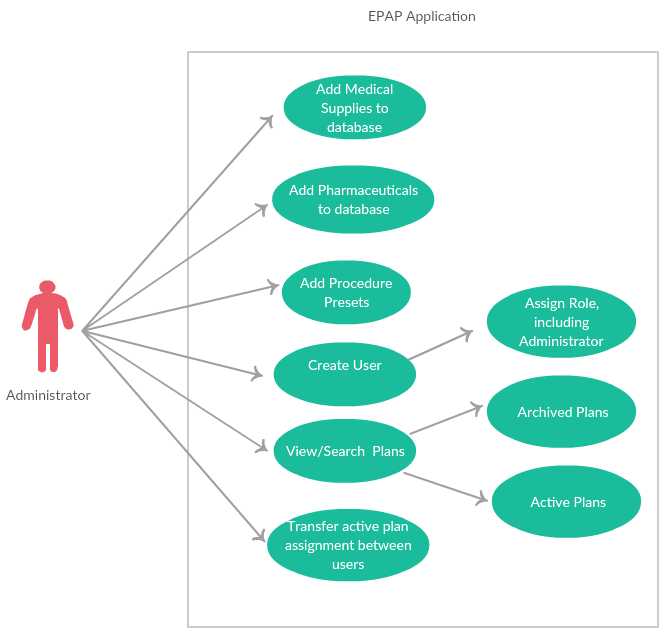 EPAP Application
Add Medical
Supplies to
database
Add Pharmaceuticals
to database
Add Procedure
Presets
Assign Role,
including
Administrator
Create User
Administrator
Archived Plans
View/Search Plans
Active Plans
Transfer active plan
assignment between
users